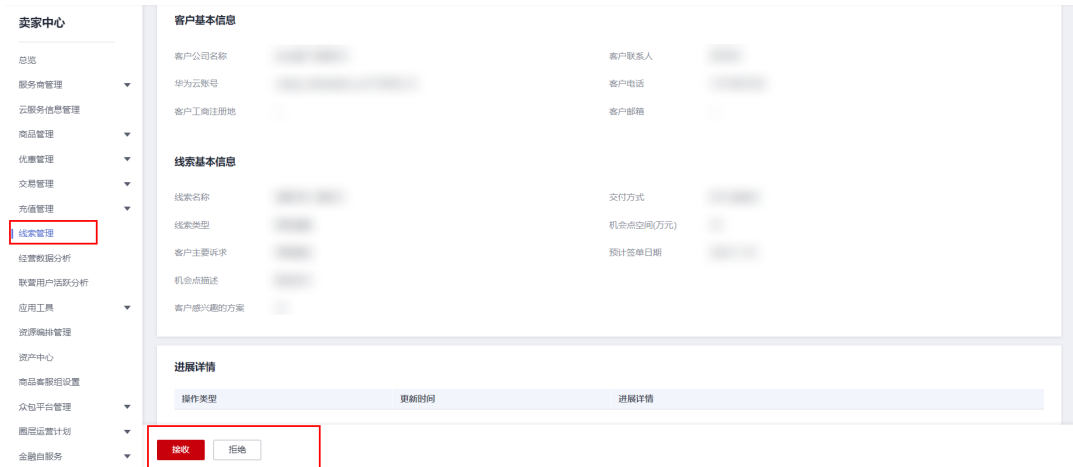 卖家中心
总览
服务商管理
云服务信息管理
商品管理
优惠管理
交易管理
充值管理
线索管理
经营数据分析
联营用户活跃分析
应用工具
资源编排管理
资产中心
商品客服组设置
众包平台管理
圈层运营计划
金融自服务
客户基本信息
客户公司名称
客户联系人
华为云账号
客户电话
客户工商注册地
客户邮箱
线索基本信息
线索名称
交付方式
线索类型
机会点空间(万元)
客户主要诉求
预计签单日期
机会点描述
客户感兴趣的方案
进展详情
操作类型 更新时间 进展详情
接收 拒绝